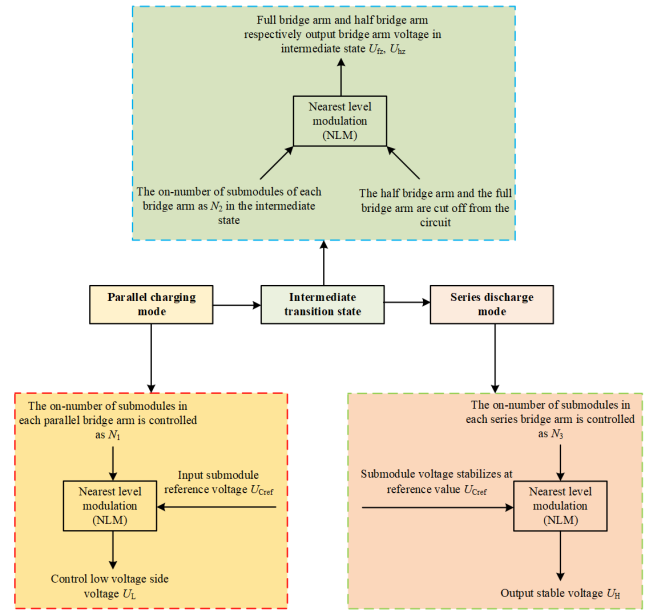 Full bridge arm and half bridge arm
respectively output bridge arm voltage in
intermediate state Ufz, Uhz
Nearest level
modulation
(NLM)
The on-number of submodules of each
bridge arm as N2 in the intermediate
state
The half bridge arm and the full
bridge arm are cut off from the
circuit
Parallel charging
mode
Intermediate
transition state
Series discharge
mode
The on-number of submodules in
each parallel bridge arm is controlled
as N1
Nearest level
modulation
(NLM)
Input submodule
reference voltage UCref
Control low voltage side
voltage UL
The on-number of submodules in
each series bridge arm is controlled
as N3
Submodule voltage stabilizes at
reference value UCref
Nearest level
modulation
(NLM)
Output stable voltage UH